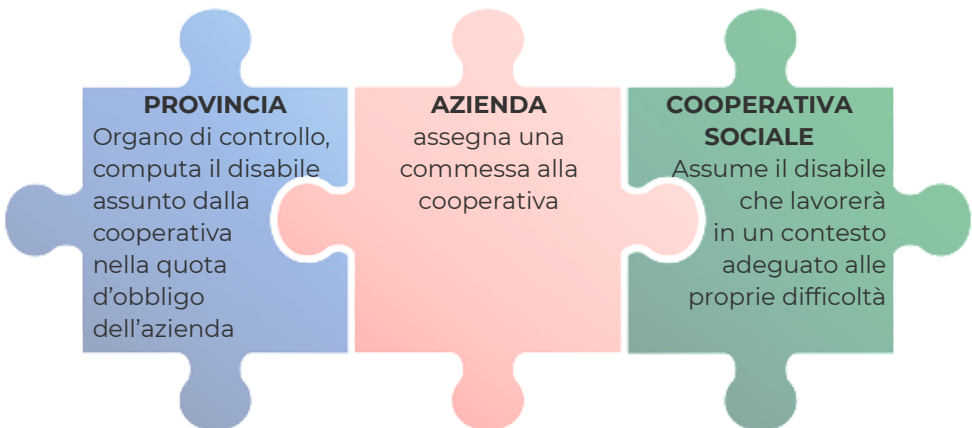 PROVINCIA
Organo di controllo,
computa il disabile
assunto dalla
cooperativa
nella quota
d’obbligo
dell’azienda
AZIENDA
assegna una
commessa alla
cooperativa
COOPERATIVA
SOCIALE
Assume il disabile
che lavorerà
in un contesto
adeguato alle
proprie difficoltà